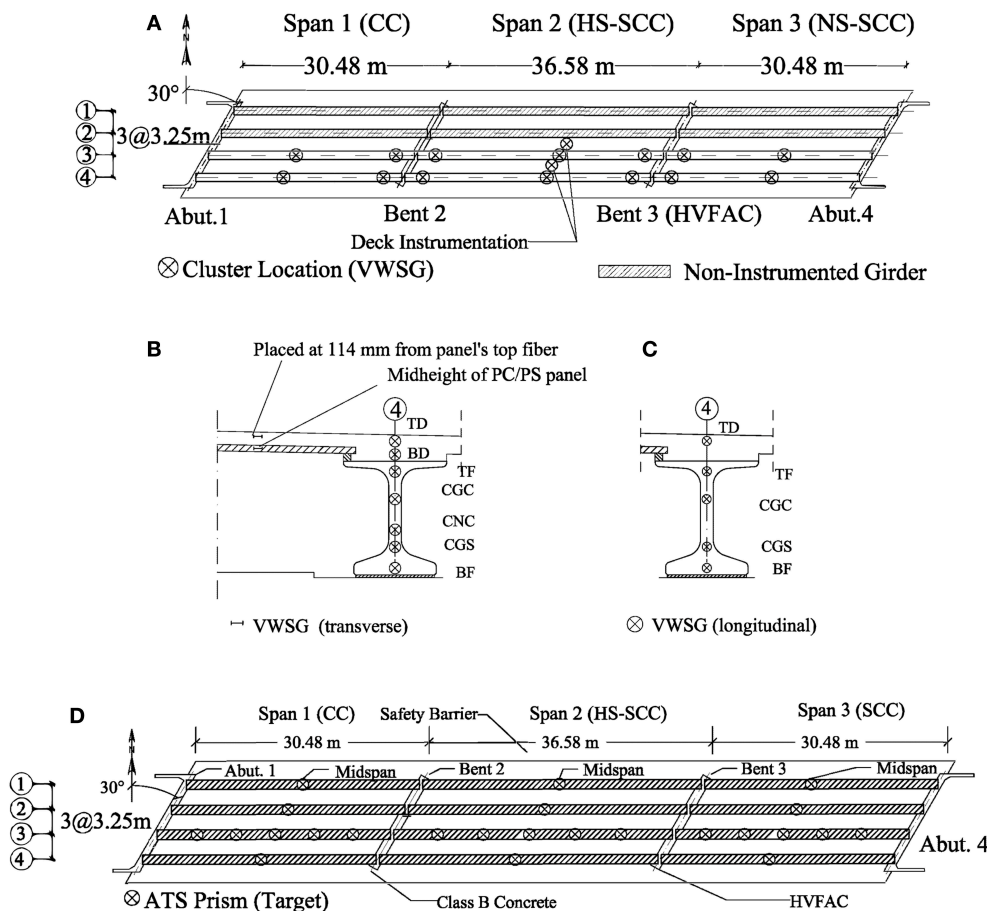 A
N
Span 1 (CC)
Span 2 (HS-SCC)
Span 3 (NS-SCC)
30.48 m
36.58 m
30.48 m
30°
1
2
3
4
3@3.25m
Abut.1
Bent 2
Bent 3 (HVFAC)
Abut.4
Deck Instrumentation
Cluster Location (VWSG)
Non-Instrumented Girder
B
Placed at 114 mm from panel's top fiber
Midheight of PC/PS panel
4
TD
BD
TF
CGC
CNC
CGS
BF
VWSG (transverse)
C
4
TD
TF
CGC
CGS
BF
VWSG (longitudinal)
D
N
Span 1 (CC)
Safety Barrier
Span 2 (HS-SCC)
Span 3 (SCC)
30.48 m
36.58 m
30.48 m
30°
Abut. 1
Midspan
Bent 2
Midspan
Bent 3
Midspan
1
2
3
4
3@3.25m
Abut. 4
ATS Prism (Target)
Class B Concrete
HVFAC